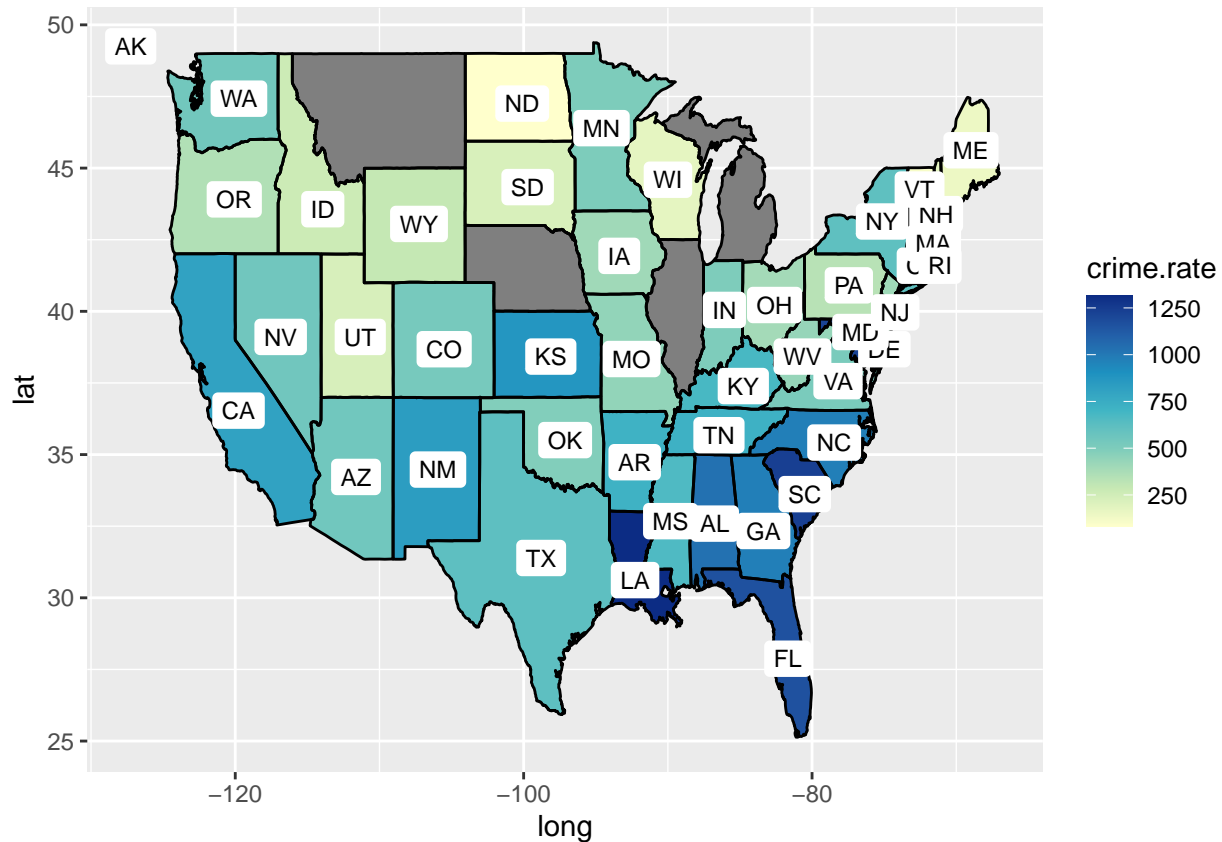 50
45
40
35
30
25
lat
−120
−100
−80
long
AK
WA
ND
MN
ME
OR
ID
WY
SD
WI
VT
NY
NH
MA
RI
IA
PA
NJ
NV
UT
CO
KS
MO
IN
OH
WV
MD
DE
VA
KY
CA
AZ
NM
OK
AR
TN
NC
SC
TX
LA
MS
AL
GA
FL
crime.rate
1250
1000
750
500
250